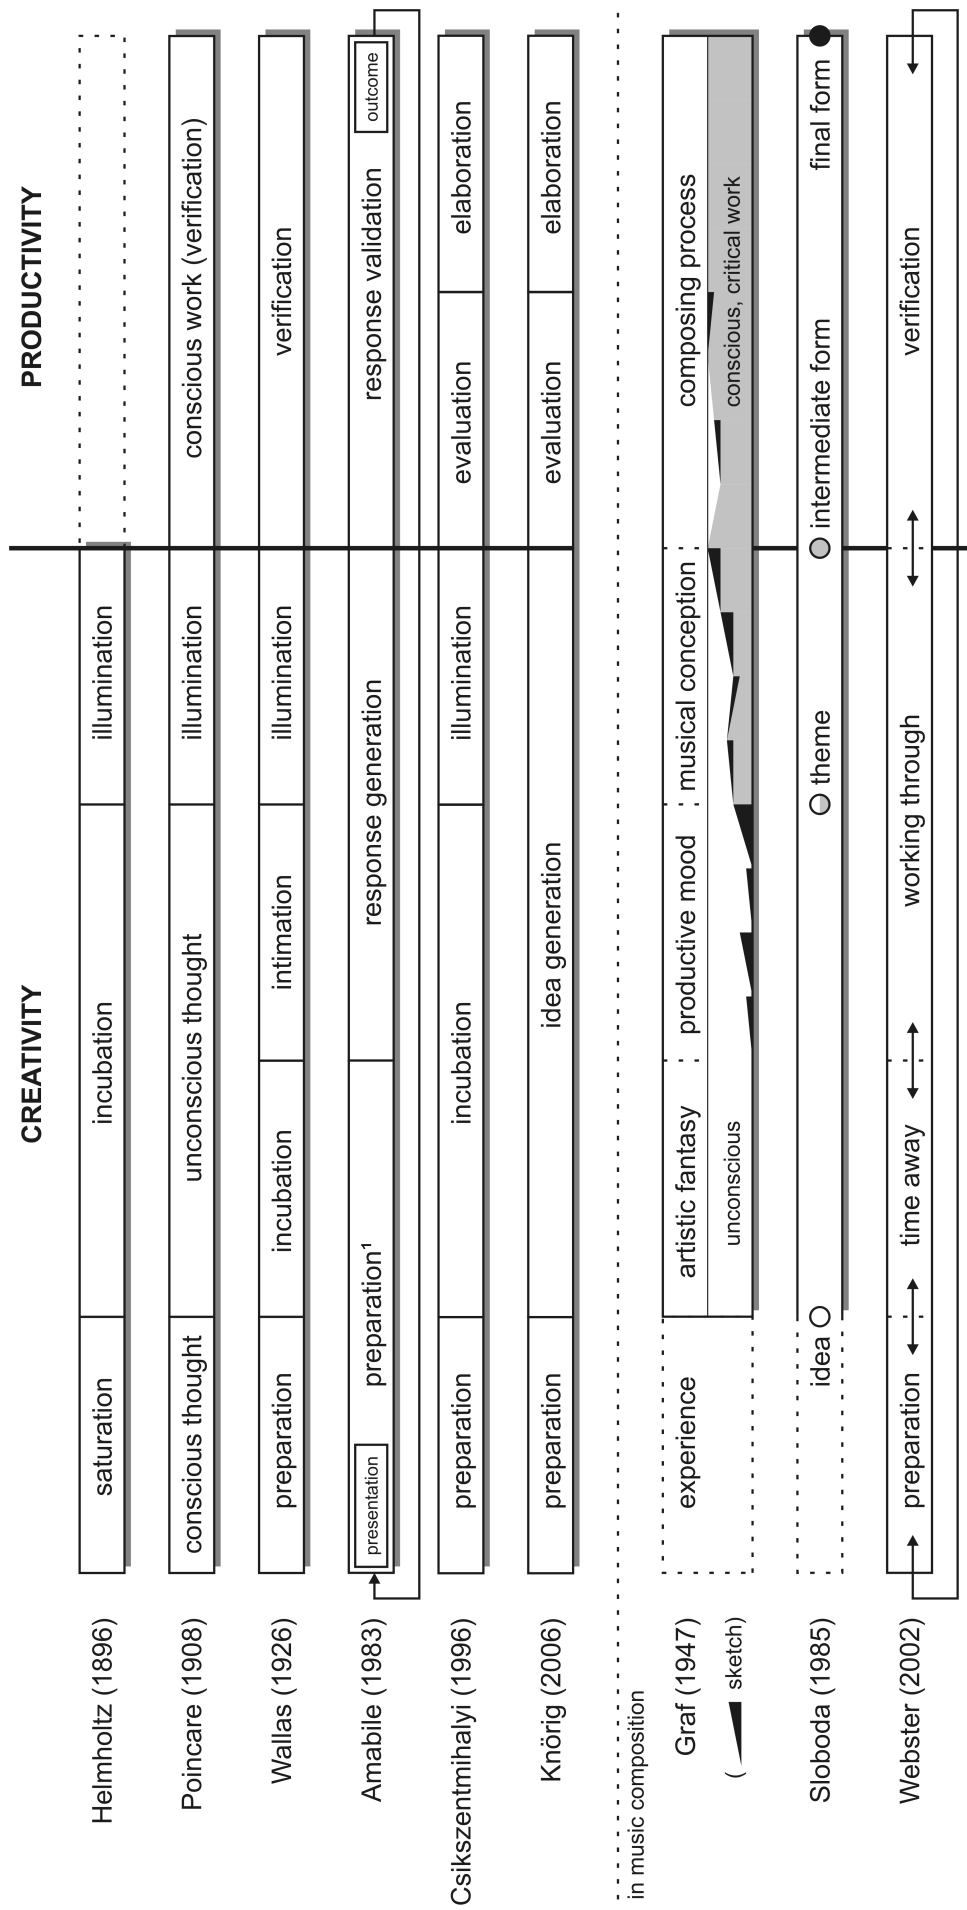 CREATIVITY
PRODUCTIVITY
Helmholtz (1896)
saturation
incubation
illumination
Poincare (1908)
conscious thought
unconscious thought
illumination
conscious work (verification)
Wallas (1926)
preparation
incubation
intimation
illumination
verification
Amabile (1983)
presentation
preparation¹
response generation
response validation
outcome
Csikszentmihalyi (1996)
preparation
incubation
illumination
evaluation
elaboration
Knörig (2006)
preparation
idea generation
evaluation
elaboration
in music composition
Graf (1947)
( sketch)
experience
artistic fantasy
productive mood
musical conception
composing process
unconscious
conscious, critical work
Sloboda (1985)
idea
theme
intermediate form
final form
Webster (2002)
preparation
time away
working through
verification